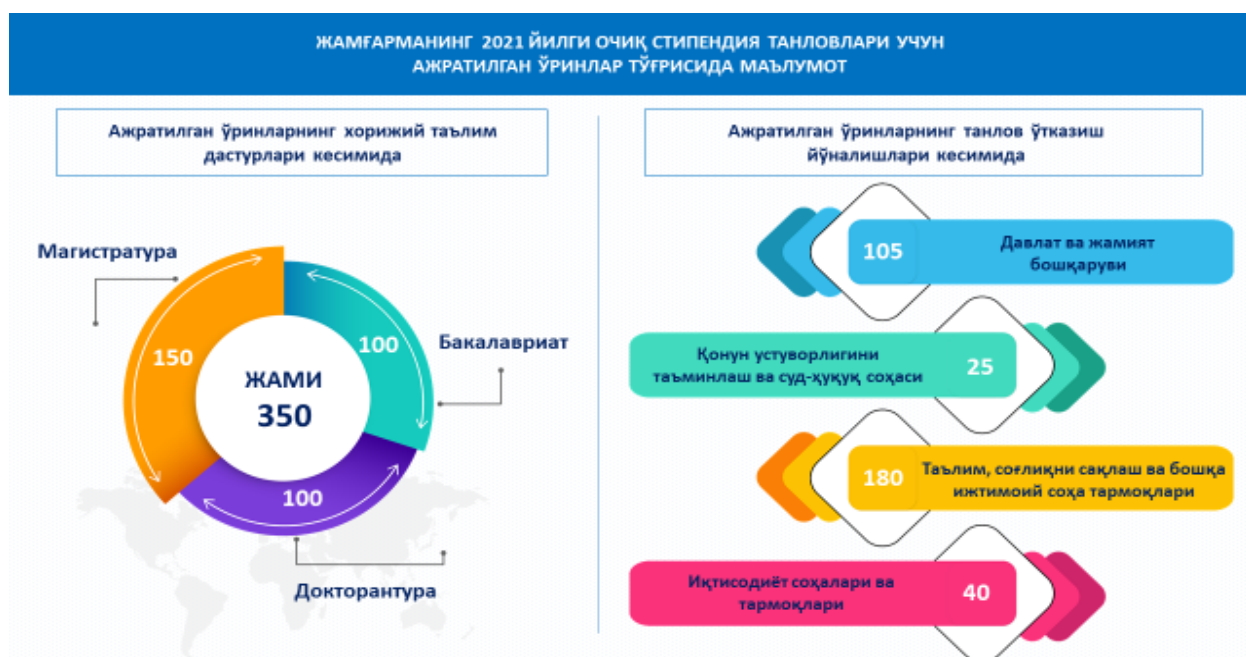 ЖАМҒАРМАНИНГ 2021 ЙИЛГИ ОЧИҚ СТИПЕНДИЯ ТАНЛОВЛАРИ УЧУН
АЖРАТИЛГАН ЎРИНЛАР ТЎҒРИСИДА МАЪЛУМОТ
Ажратилган ўринларнинг хорижий таълим
дастурлари кесимида
Магистратура
150
100
Бакалавриат
ЖАМИ
350
100
Докторантура
Ажратилган ўринларнинг танлов ўтказиш
йўналишлари кесимида
105
Давлат ва жамият
бошқаруви
Қонун устуворлигини
таъминлаш ва суд-ҳуқуқ соҳаси
25
180
Таълим, соғлиқни сақлаш ва бошқа
ижтимоий соҳа тармоқлари
Иқтисодиёт соҳалари ва
тармоқлари
40